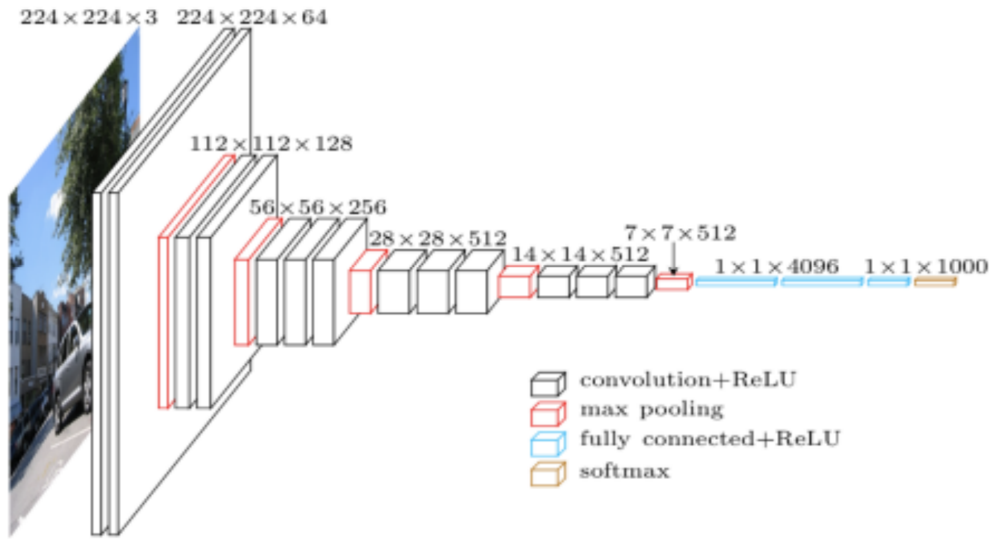 224×224×3
224×224×64
112×112×128
56×56×256
28×28×512
14×14×512
7×7×512
1×1×4096
1×1×1000
convolution+ReLU
max pooling
fully connected+ReLU
softmax